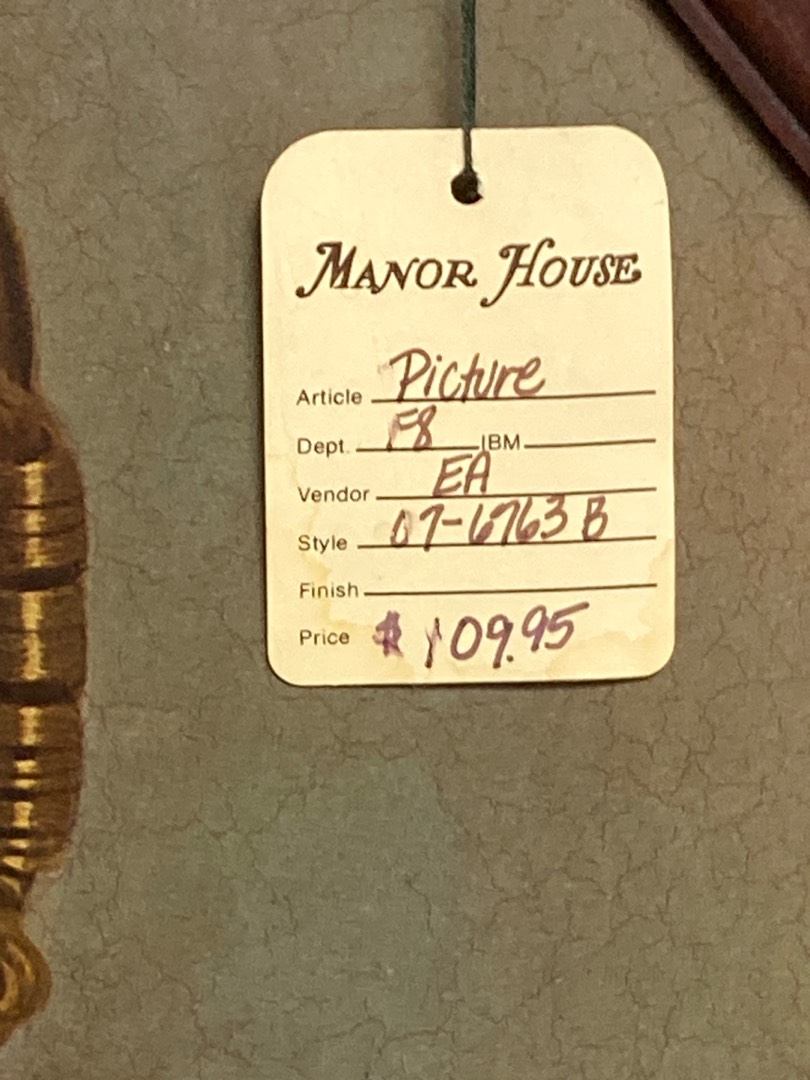 MANOR HOUSE
Article Picture
Dept. F8 IBM
Vendor EA
Style 07-6763 B
Finish
Price $109.95